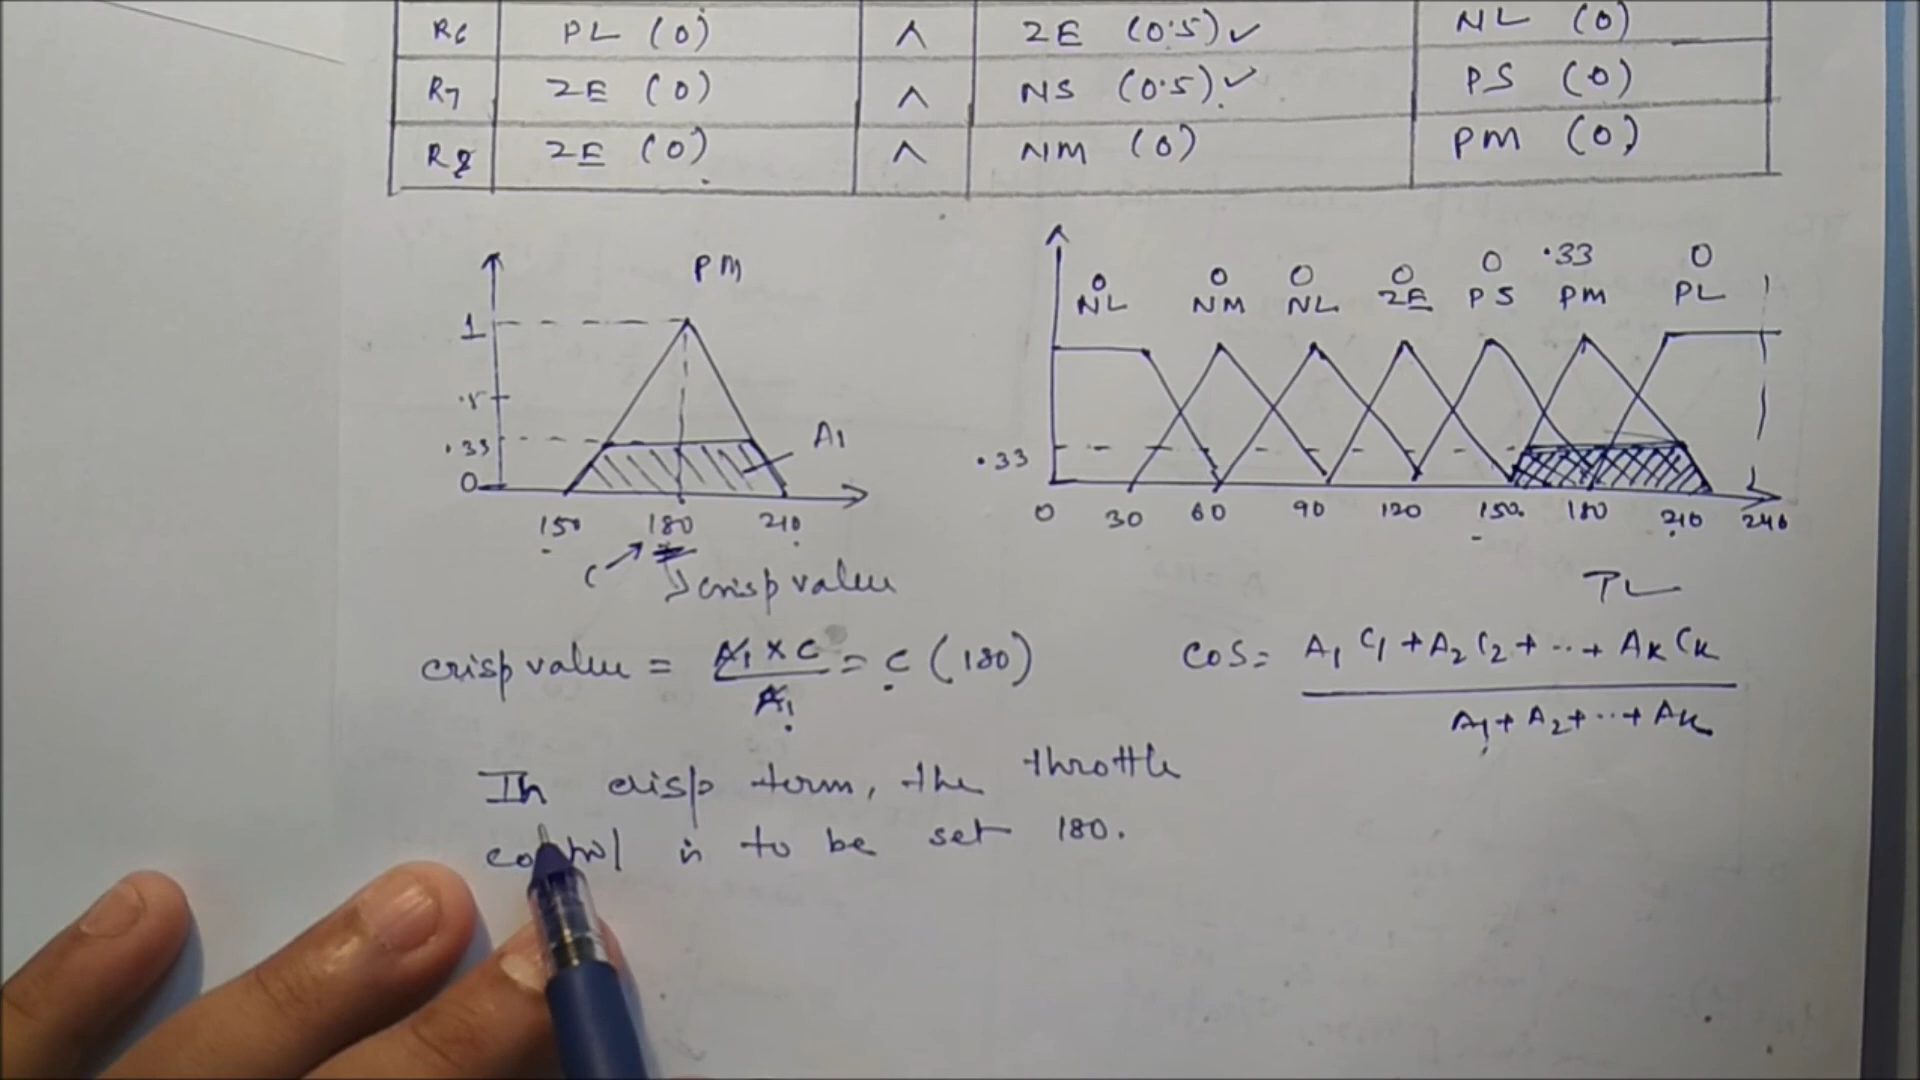 R6 PL (0) ∧ ZE (0.5) ✓ NL (0)
R7 ZE (0) ∧ NS (0.5) ✓ PS (0)
R8 ZE (0) ∧ NM (0) PM (0)
PM
1
.5
.33
0
A1
150 180 210
C
crisp value
0 0 0 0 0 .33 0
NL NM NL ZE PS PM PL
.33
0 30 60 90 120 150 180 210 240
TL
crisp value = A1 × C / A1 = C (180)
COS = A1 C1 + A2 C2 + ... + AK CK
A1 + A2 + ... + AK
In crisp term, the throttle
control is to be set 180.